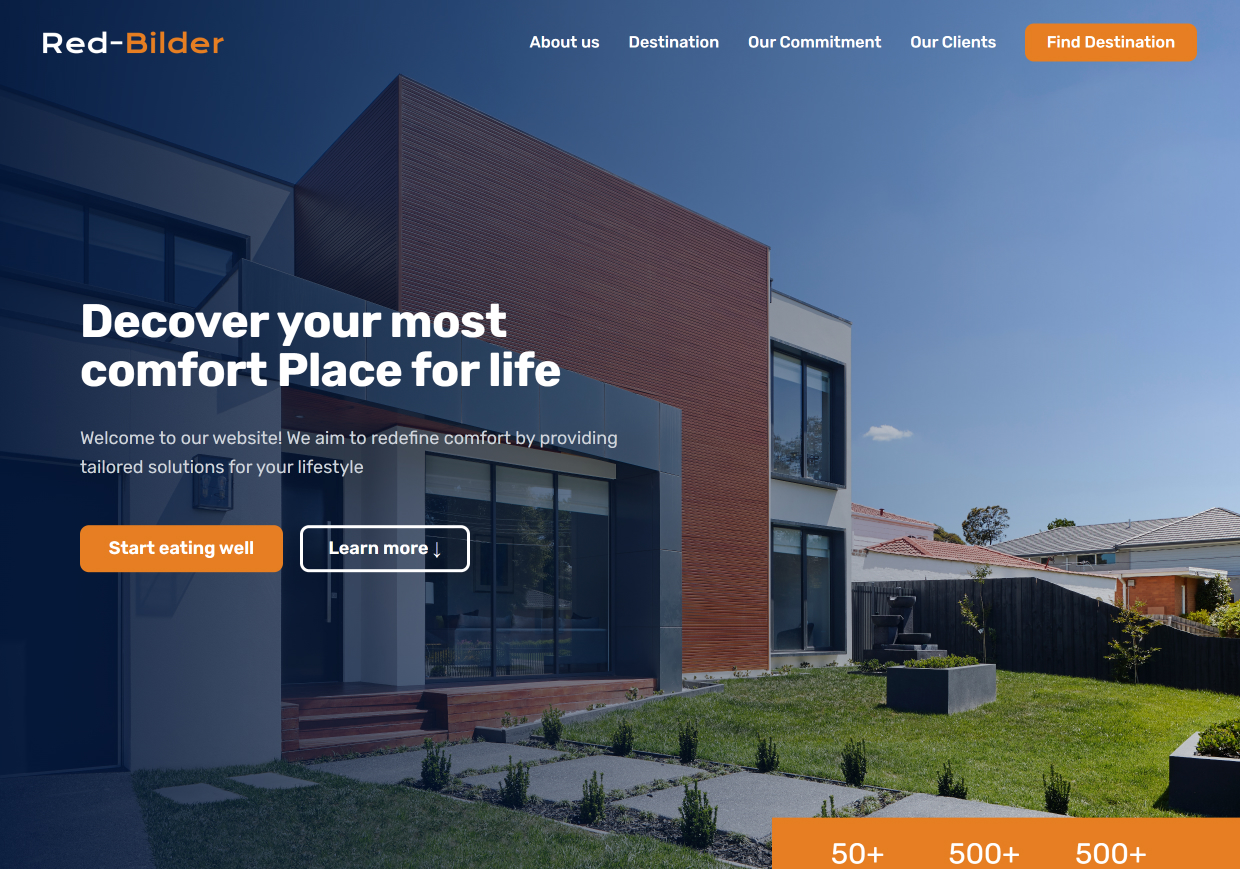 Red-Bilder
About us
Destination
Our Commitment
Our Clients
Find Destination
Decover your most
comfort Place for life
Welcome to our website! We aim to redefine comfort by providing
tailored solutions for your lifestyle
Start eating well
Learn more ↓
50+
500+
500+